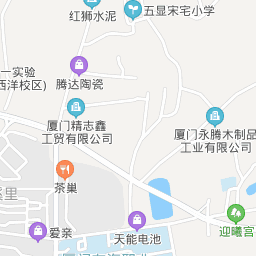 红狮水泥
五显宋宅小学
一实验
西洋校区)
腾达陶瓷
厦门精志鑫
工贸有限公司
厦门永腾木制品
工业有限公司
茶巢
爱亲
天能电池
迎曦宫